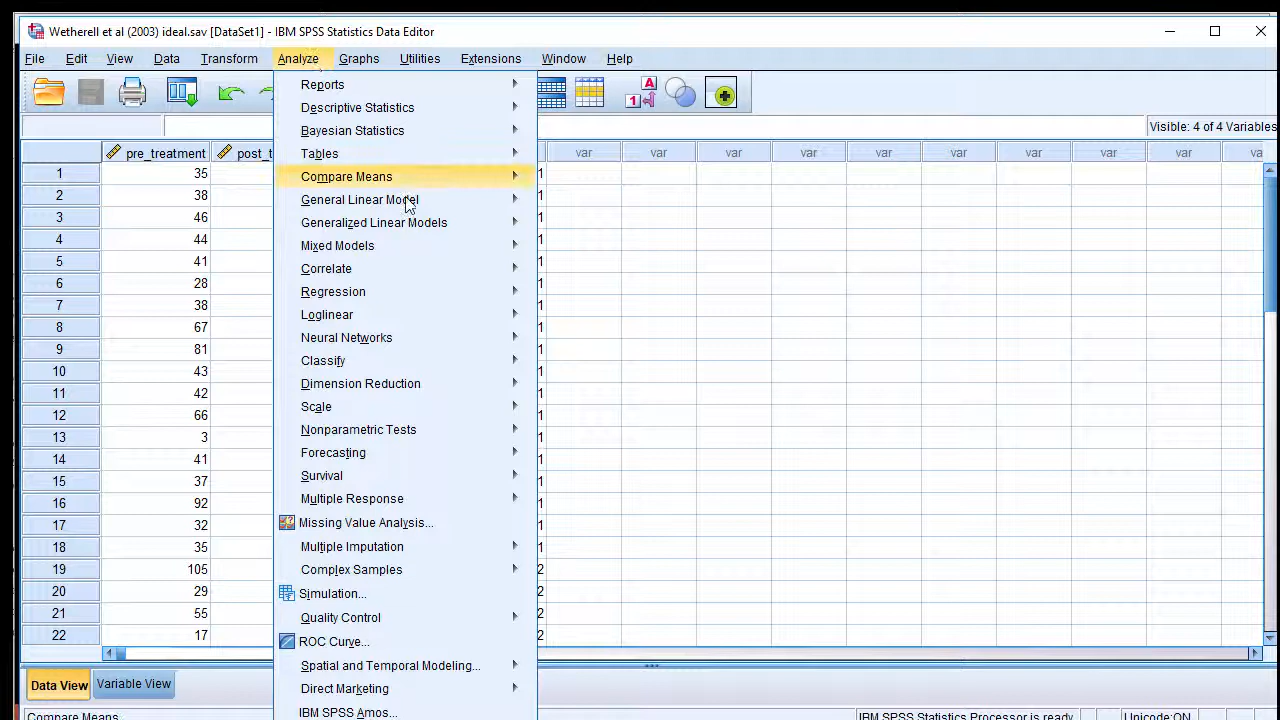 Wetherell et al (2003) ideal.sav [DataSet1] - IBM SPSS Statistics Data Editor
File Edit View Data Transform Analyze Graphs Utilities Extensions Window Help
Visible: 4 of 4 Variables
pre_treatment post_t var var var var var var var var var va
1 35 1
2 38 1
3 46 1
4 44 1
5 41 1
6 28 1
7 38 1
8 67 1
9 81 1
10 43 1
11 42 1
12 66 1
13 3 1
14 41 1
15 37 1
16 92 1
17 32 1
18 35 1
19 105 2
20 29 2
21 55 2
22 17 2
Reports
Descriptive Statistics
Bayesian Statistics
Tables
Compare Means
General Linear Model
Generalized Linear Models
Mixed Models
Correlate
Regression
Loglinear
Neural Networks
Classify
Dimension Reduction
Scale
Nonparametric Tests
Forecasting
Survival
Multiple Response
Missing Value Analysis...
Multiple Imputation
Complex Samples
Simulation...
Quality Control
ROC Curve...
Spatial and Temporal Modeling...
Direct Marketing
IBM SPSS Amos...
Data View Variable View
Compare Means IBM SPSS Statistics Processor is ready Unicode:ON